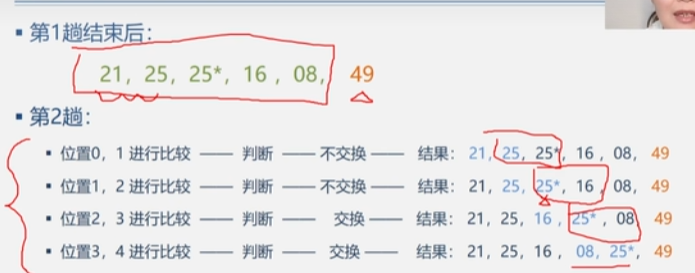 ▪ 第1趟结束后:
21, 25, 25*, 16 , 08, 49
▪ 第2趟:
▪ 位置0, 1 进行比较 —— 判断 —— 不交换 —— 结果: 21, 25, 25*, 16 , 08, 49
▪ 位置1, 2 进行比较 —— 判断 —— 不交换 —— 结果: 21, 25, 25*, 16, 08, 49
▪ 位置2, 3 进行比较 —— 判断 —— 交换 —— 结果: 21, 25, 16 , 25* , 08, 49
▪ 位置3, 4 进行比较 —— 判断 —— 交换 —— 结果: 21, 25, 16 , 08, 25*, 49